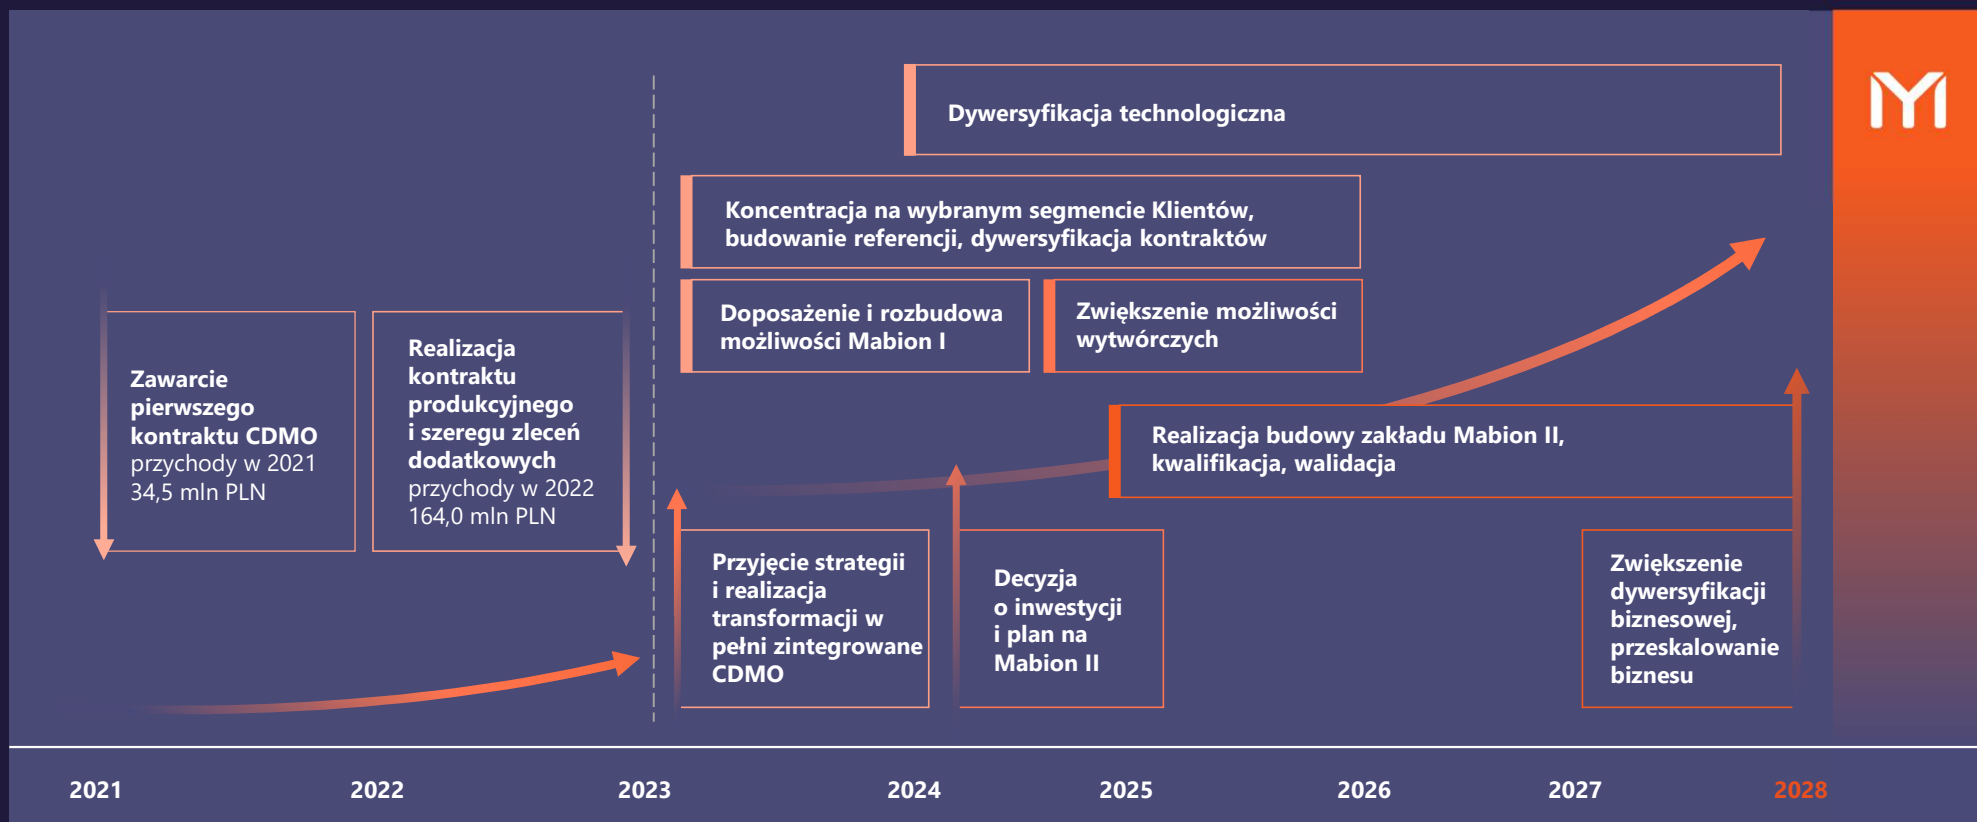 Dywersyfikacja technologiczna
Koncentracja na wybranym segmencie Klientów,
budowanie referencji, dywersyfikacja kontraktów
Doposażenie i rozbudowa
możliwości Mabion I
Zwiększenie możliwości
wytwórczych
Zawarcie
pierwszego
kontraktu CDMO
przychody w 2021
34,5 mln PLN
Realizacja
kontraktu
produkcyjnego
i szeregu zleceń
dodatkowych
przychody w 2022
164,0 mln PLN
Realizacja budowy zakładu Mabion II,
kwalifikacja, walidacja
Przyjęcie strategii
i realizacja
transformacji w
pełni zintegrowane
CDMO
Decyzja
o inwestycji
i plan na
Mabion II
Zwiększenie
dywersyfikacji
biznesowej,
przeskalowanie
biznesu
2021 2022 2023 2024 2025 2026 2027 2028